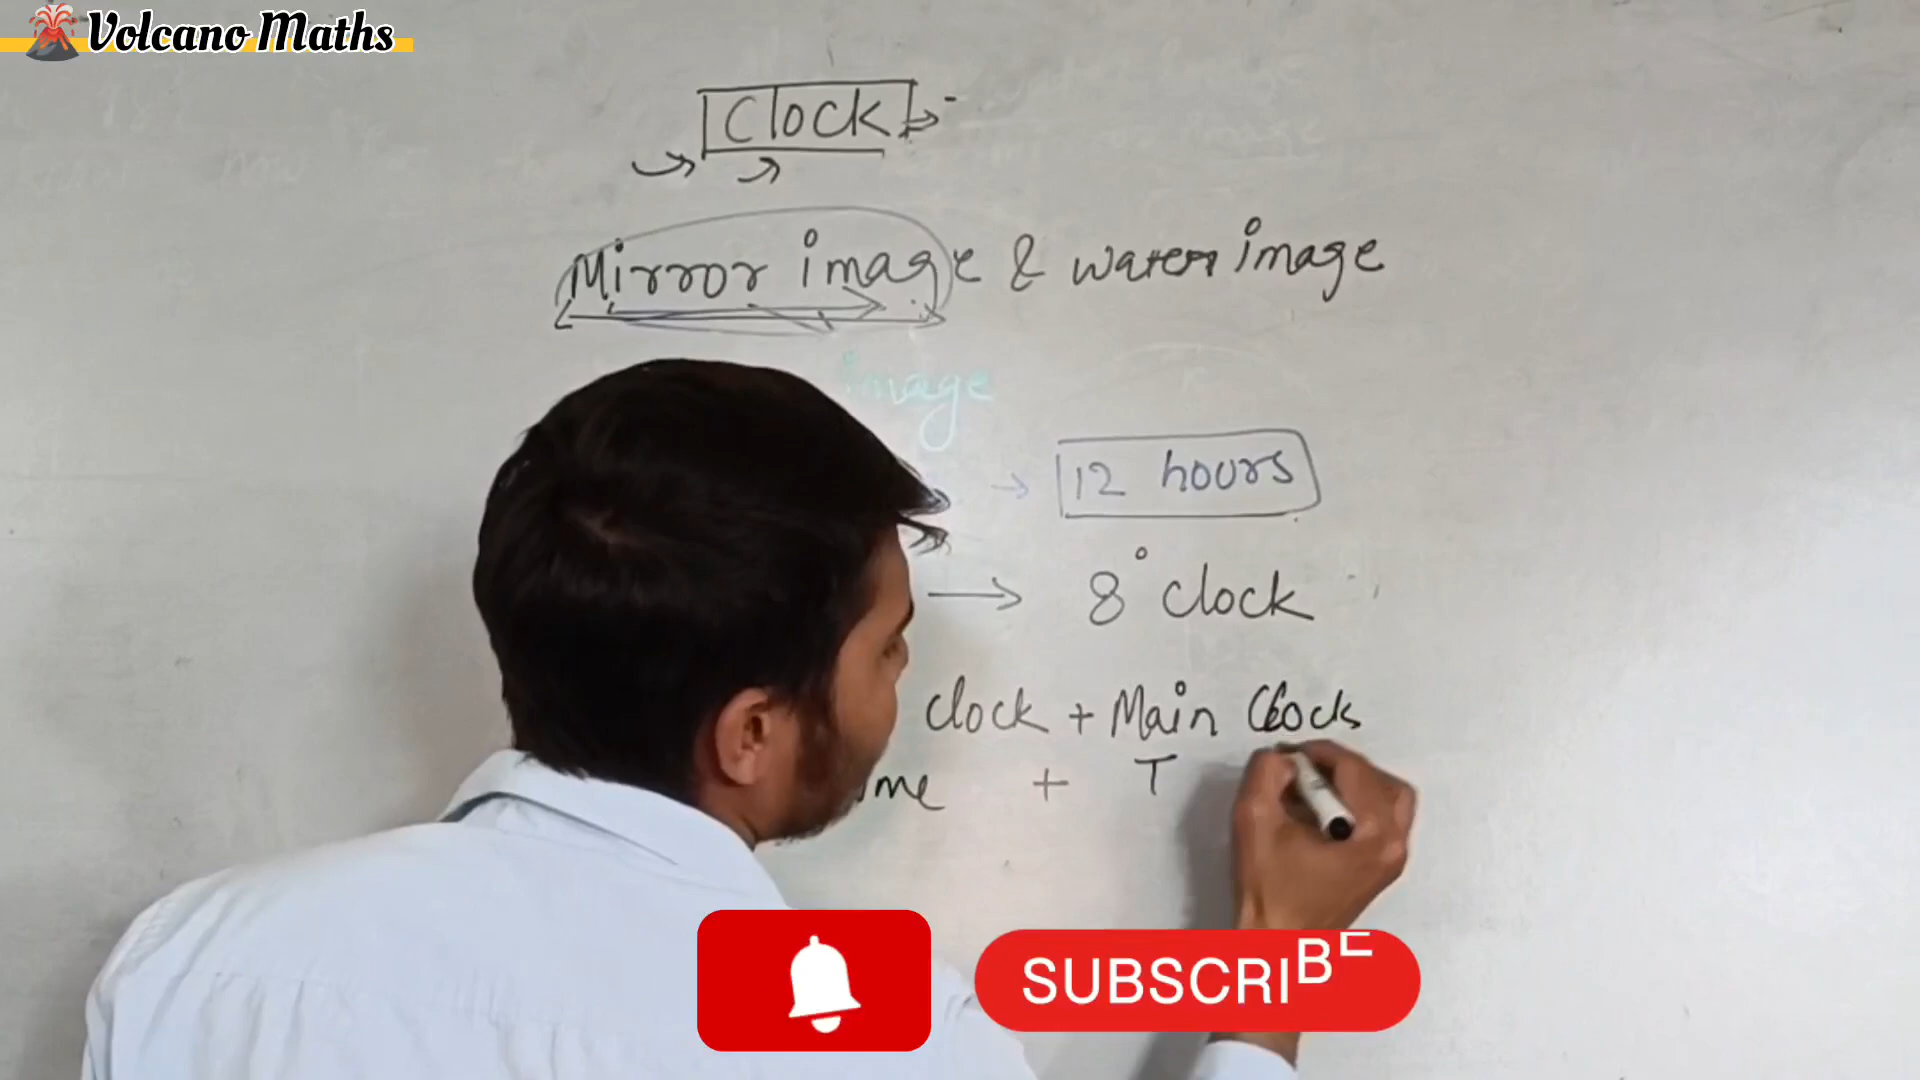 Volcano Maths
Clock
Mirror image & water image
image
→ 12 hours
→ 8° clock
clock + Main Clock
me + T
SUBSCRIBE